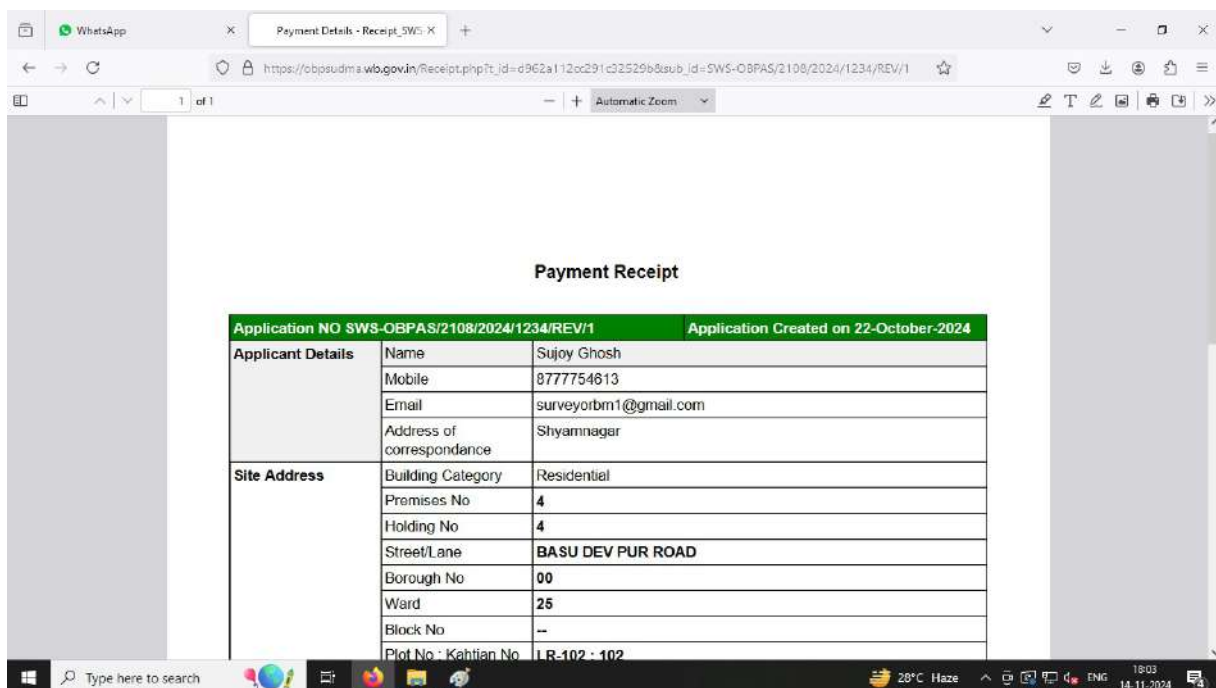 WhatsApp
Payment Details - Receipt_SWS-
https://obpsudma.wb.gov.in/Receipt.php?t_id=d962a112cc291c32529b&sub_id=SWS-OBPAS/2108/2024/1234/REV/1
1 of 1
Automatic Zoom
Payment Receipt
Application NO SWS-OBPAS/2108/2024/1234/REV/1 Application Created on 22-October-2024
Applicant Details Name Sujoy Ghosh
Mobile 8777754613
Email surveyorbm1@gmail.com
Address of Shyamnagar
correspondance
Site Address Building Category Residential
Premises No 4
Holding No 4
Street/Lane BASU DEV PUR ROAD
Borough No 00
Ward 25
Block No --
Plot No : Kahtian No LR-102 : 102
Type here to search
28°C Haze
ENG
18:03
14-11-2024